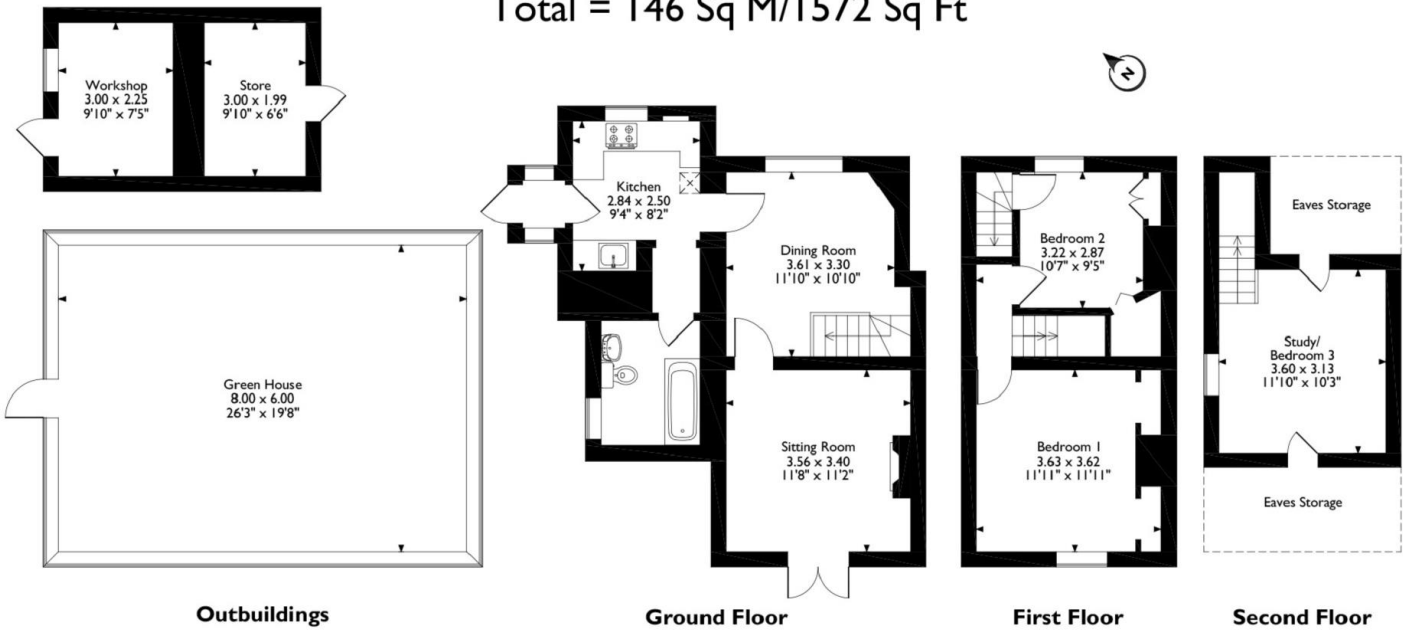 Total = 146 Sq M/1572 Sq Ft
N
Workshop
3.00 x 2.25
9'10" x 7'5"
Store
3.00 x 1.99
9'10" x 6'6"
Green House
8.00 x 6.00
26'3" x 19'8"
Outbuildings
Kitchen
2.84 x 2.50
9'4" x 8'2"
Dining Room
3.61 x 3.30
11'10" x 10'10"
Sitting Room
3.56 x 3.40
11'8" x 11'2"
Ground Floor
Bedroom 2
3.22 x 2.87
10'7" x 9'5"
Bedroom 1
3.63 x 3.62
11'11" x 11'11"
First Floor
Eaves Storage
Study/
Bedroom 3
3.60 x 3.13
11'10" x 10'3"
Eaves Storage
Second Floor